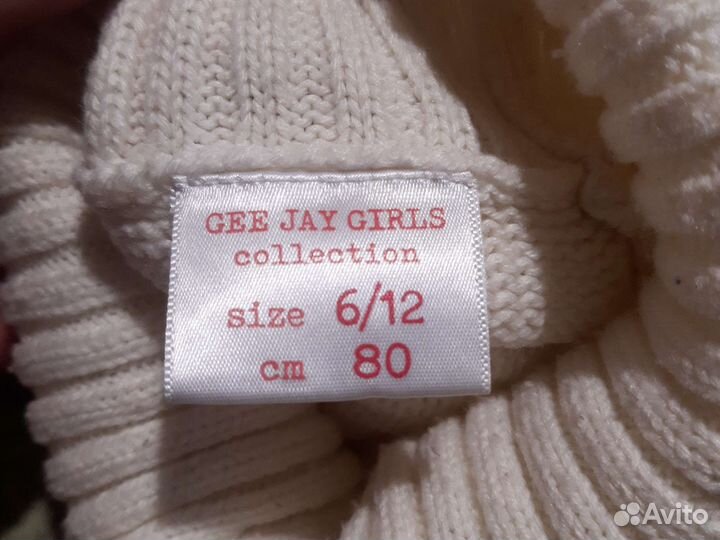 GEE JAY GIRLS
collection
size 6/12
cm 80
Avito